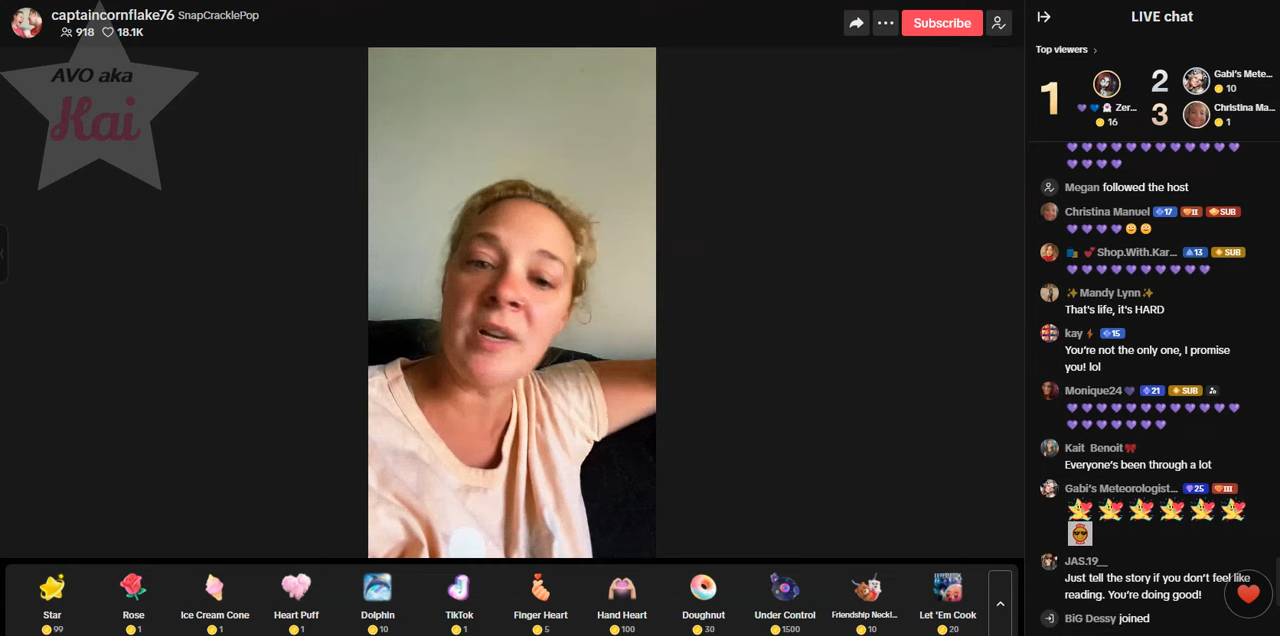 captaincornflake76 SnapCracklePop
918 18.1K
Subscribe
AVO aka
Kai
LIVE chat
Top viewers
1
Zer...
16
2
Gabi's Mete...
10
3
Christina Ma...
1
Megan followed the host
Christina Manuel 17 II SUB
Shop.With.Kar... 13 SUB
Mandy Lynn
That's life, it's HARD
kay 15
You're not the only one, I promise
you! lol
Monique24 21 SUB
Kait Benoit
Everyone's been through a lot
Gabi's Meteorologist... 25 III
JAS.19__
Just tell the story if you don't feel like
reading. You're doing good!
BiG Dessy joined
Star
99
Rose
1
Ice Cream Cone
1
Heart Puff
1
Dolphin
10
TikTok
1
Finger Heart
5
Hand Heart
100
Doughnut
30
Under Control
1500
Friendship Neckl...
10
Let 'Em Cook
20